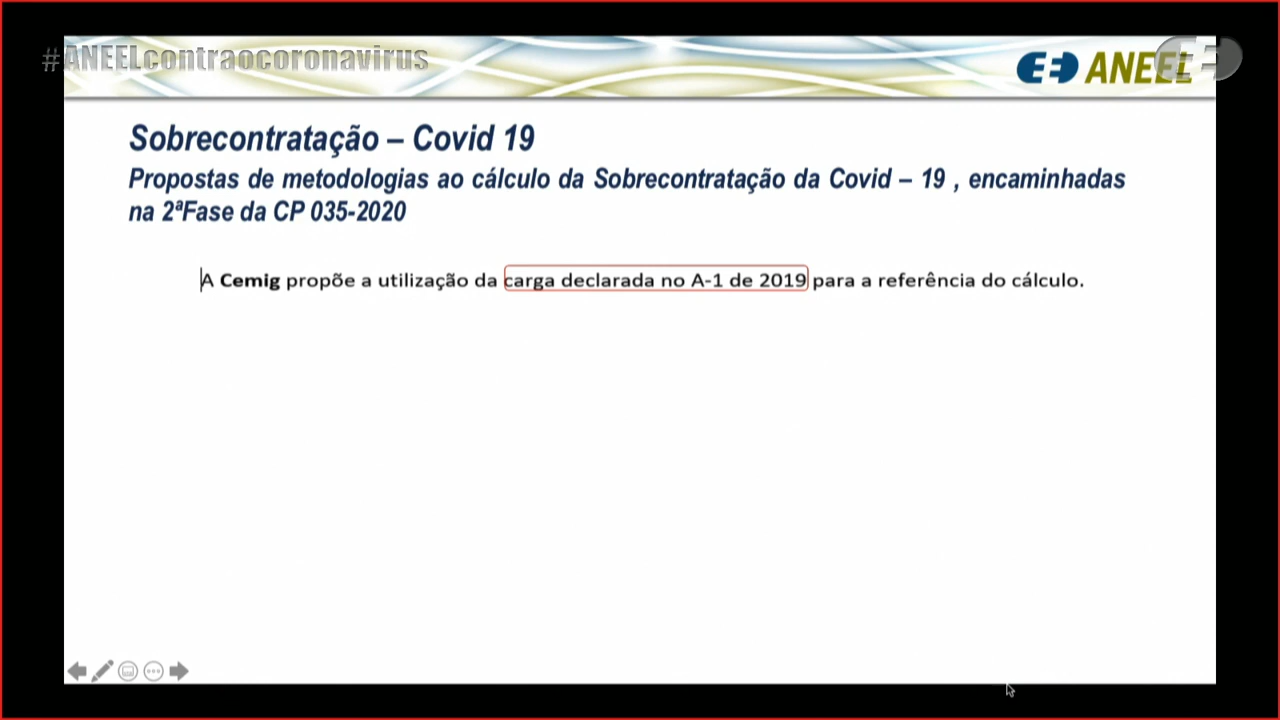 #ANEELcontraocoronavirus
ANEEL
Sobrecontratação – Covid 19
Propostas de metodologias ao cálculo da Sobrecontratação da Covid – 19 , encaminhadas
na 2ªFase da CP 035-2020
A Cemig propõe a utilização da carga declarada no A-1 de 2019 para a referência do cálculo.